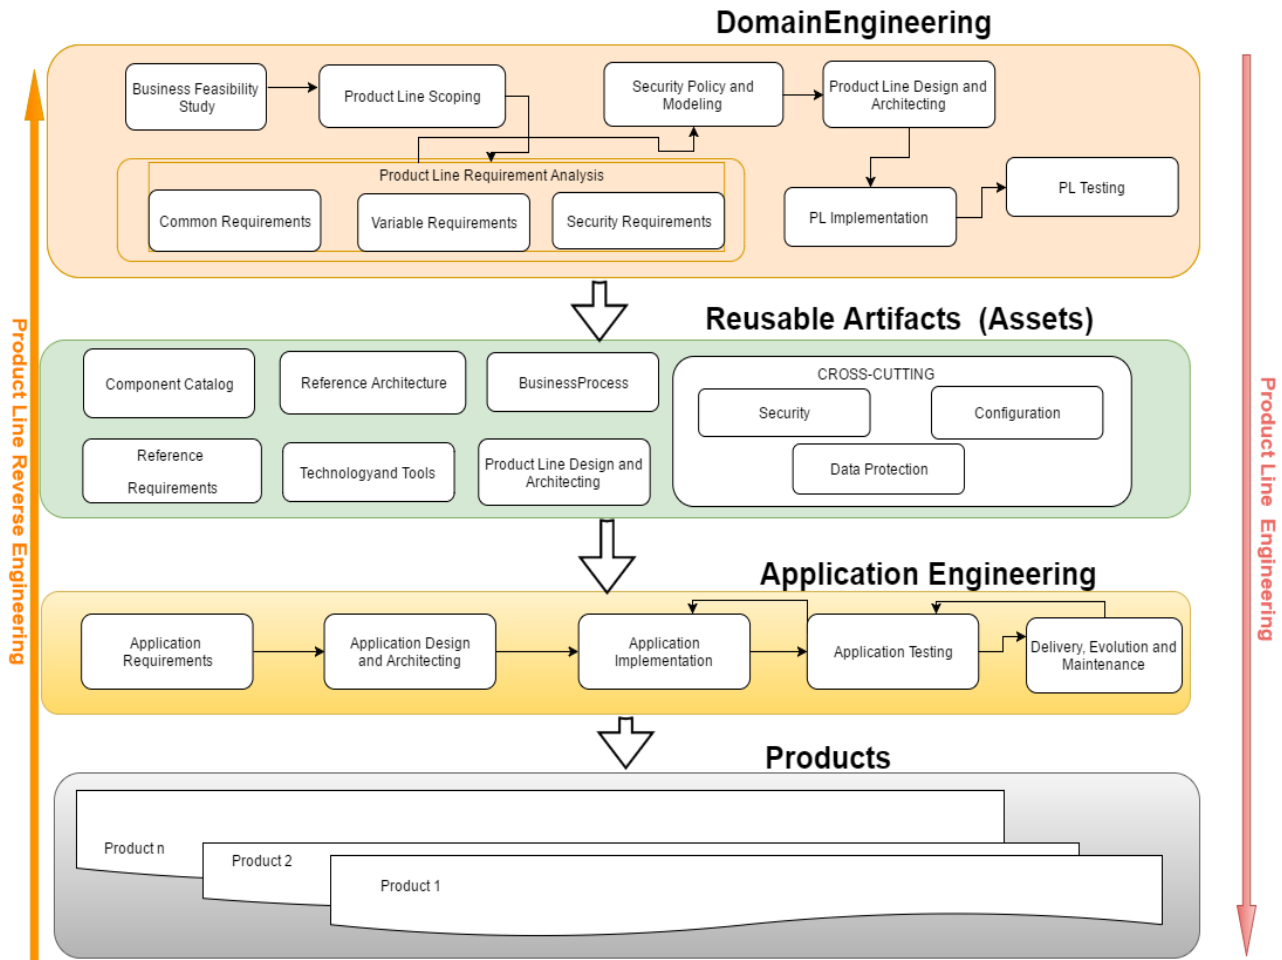 DomainEngineering
Business Feasibility
Study
Product Line Scoping
Security Policy and
Modeling
Product Line Design and
Architecting
Product Line Requirement Analysis
Common Requirements
Variable Requirements
Security Requirements
PL Implementation
PL Testing
Reusable Artifacts (Assets)
Component Catalog
Reference Architecture
BusinessProcess
CROSS-CUTTING
Security
Configuration
Data Protection
Reference
Requirements
Technologyand Tools
Product Line Design and
Architecting
Application Engineering
Application
Requirements
Application Design
and Architecting
Application
Implementation
Application Testing
Delivery, Evolution and
Maintenance
Products
Product n
Product 2
Product 1
Product Line Reverse Engineering
Product Line Engineering